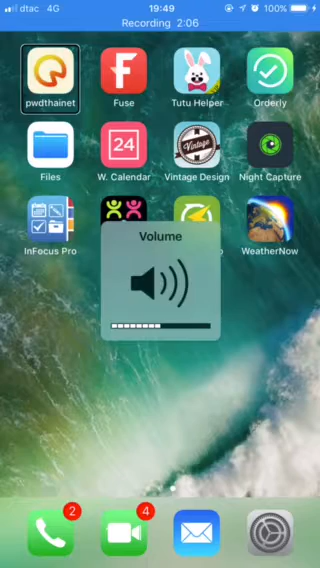 dtac 4G 19:49 100%
Recording 2:06
pwdthainet Fuse Tutu Helper Orderly
24
Vintage
Files W. Calendar Vintage Design Night Capture
InFocus Pro WeatherNow
Volume
2 4